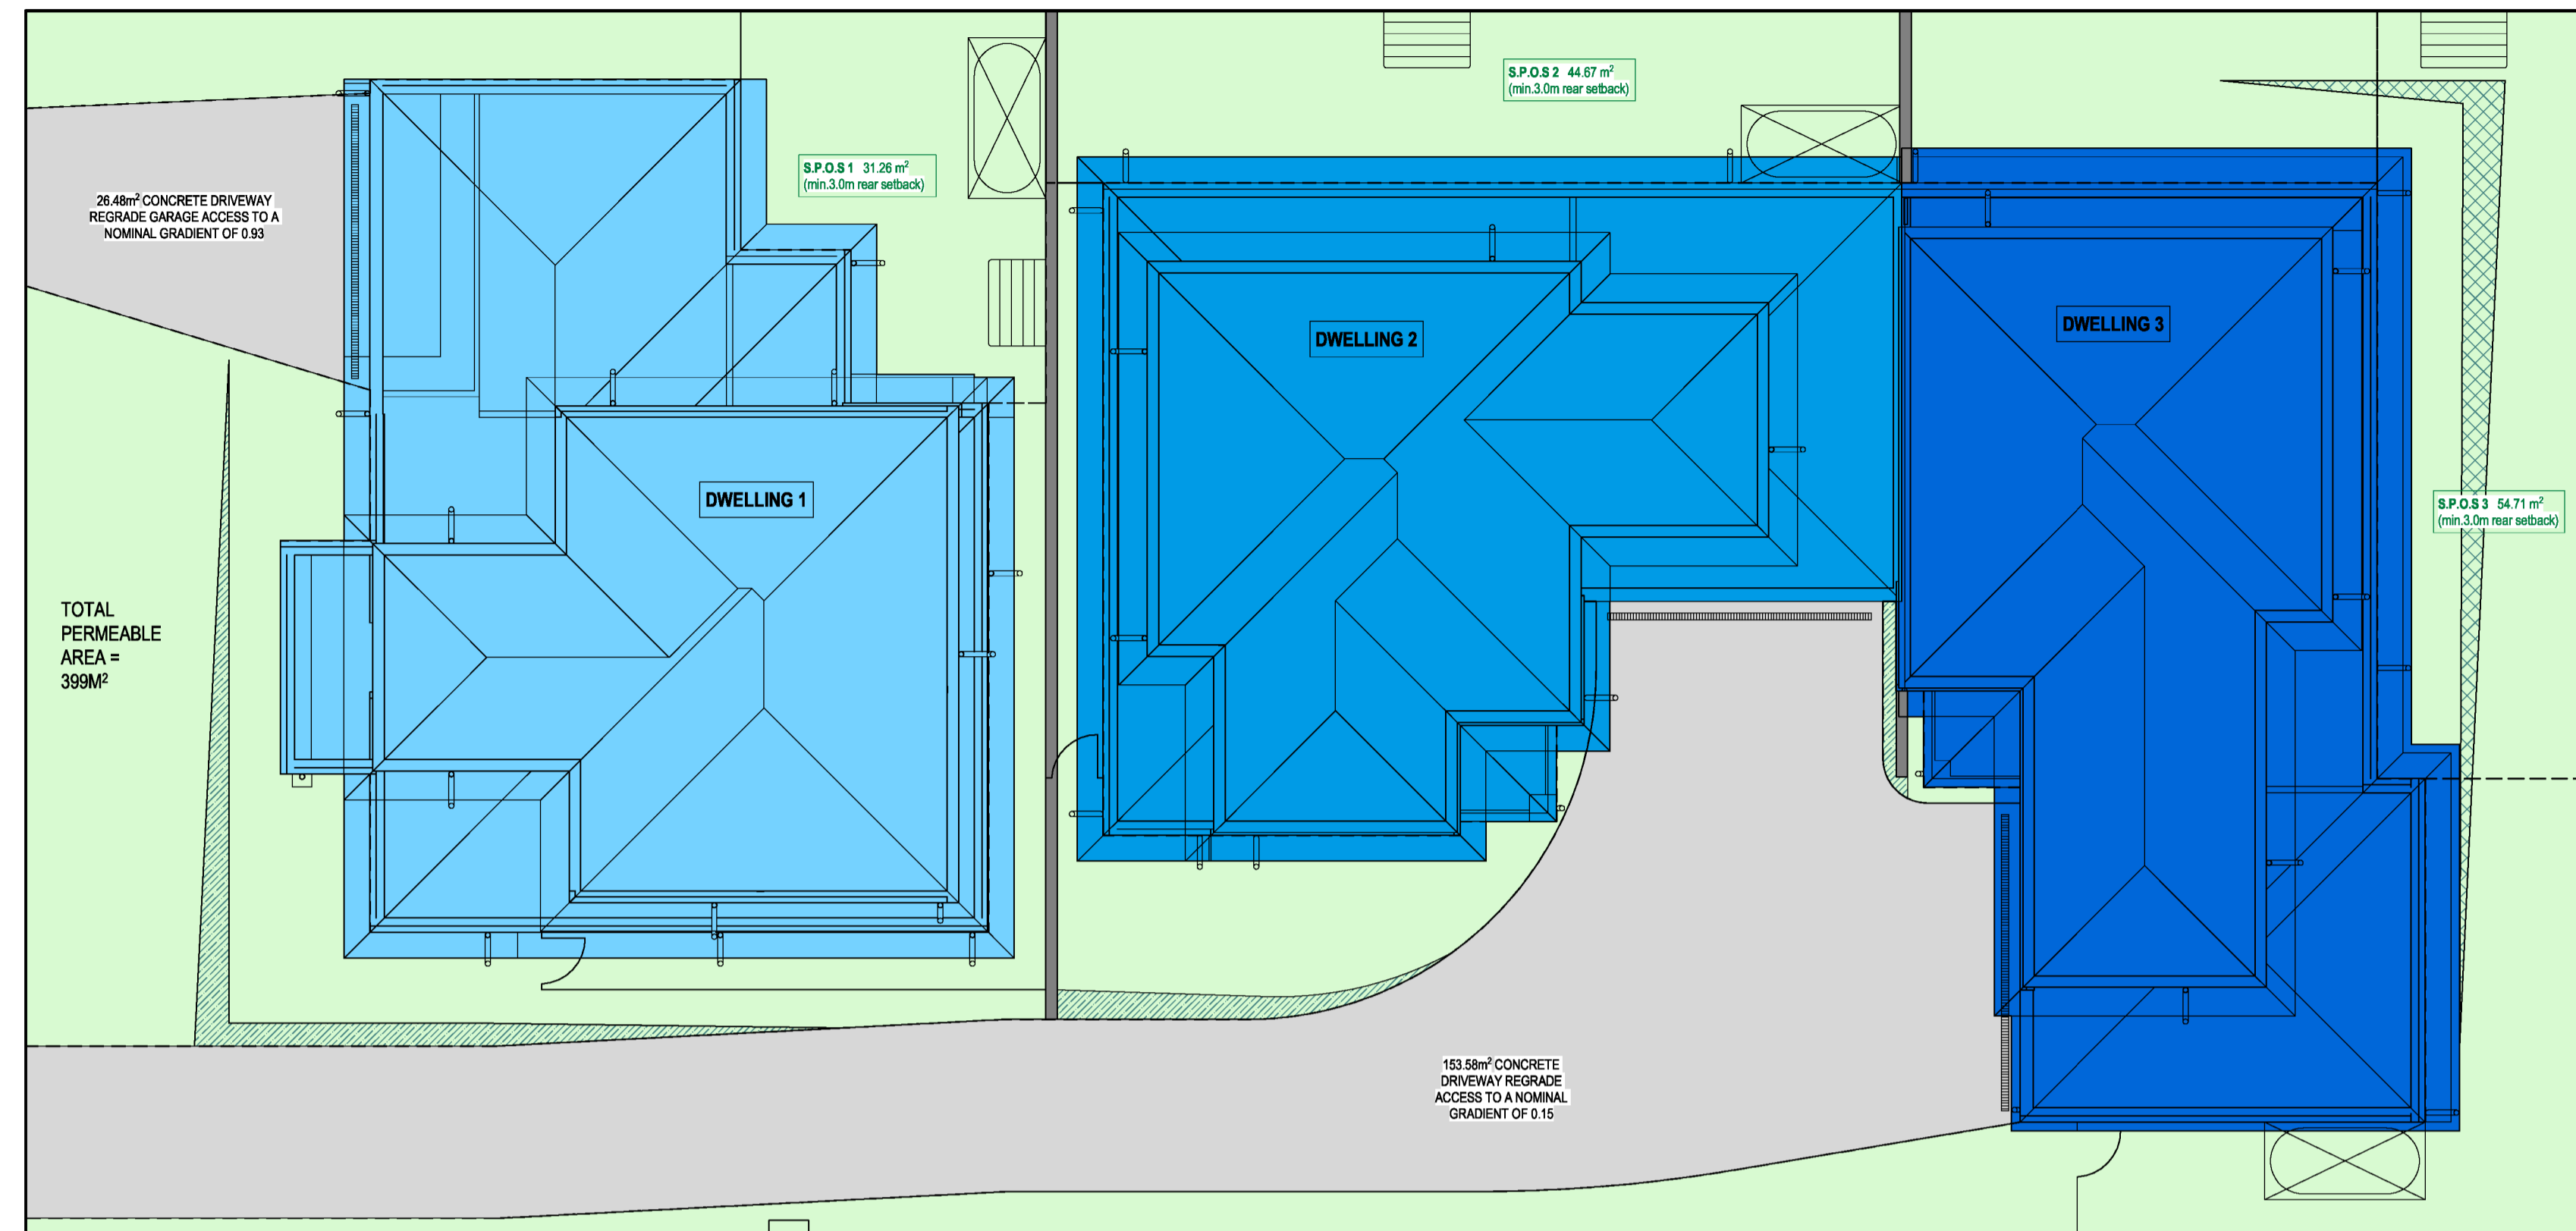 S.P.O.S 2 44.67 m²
(min.3.0m rear setback)
S.P.O.S 1 31.26 m²
(min.3.0m rear setback)
26.48m² CONCRETE DRIVEWAY
REGRADE GARAGE ACCESS TO A
NOMINAL GRADIENT OF 0.93
DWELLING 3
DWELLING 2
DWELLING 1
S.P.O.S 3 54.71 m²
(min.3.0m rear setback)
TOTAL
PERMEABLE
AREA =
399M²
153.58m² CONCRETE
DRIVEWAY REGRADE
ACCESS TO A NOMINAL
GRADIENT OF 0.15